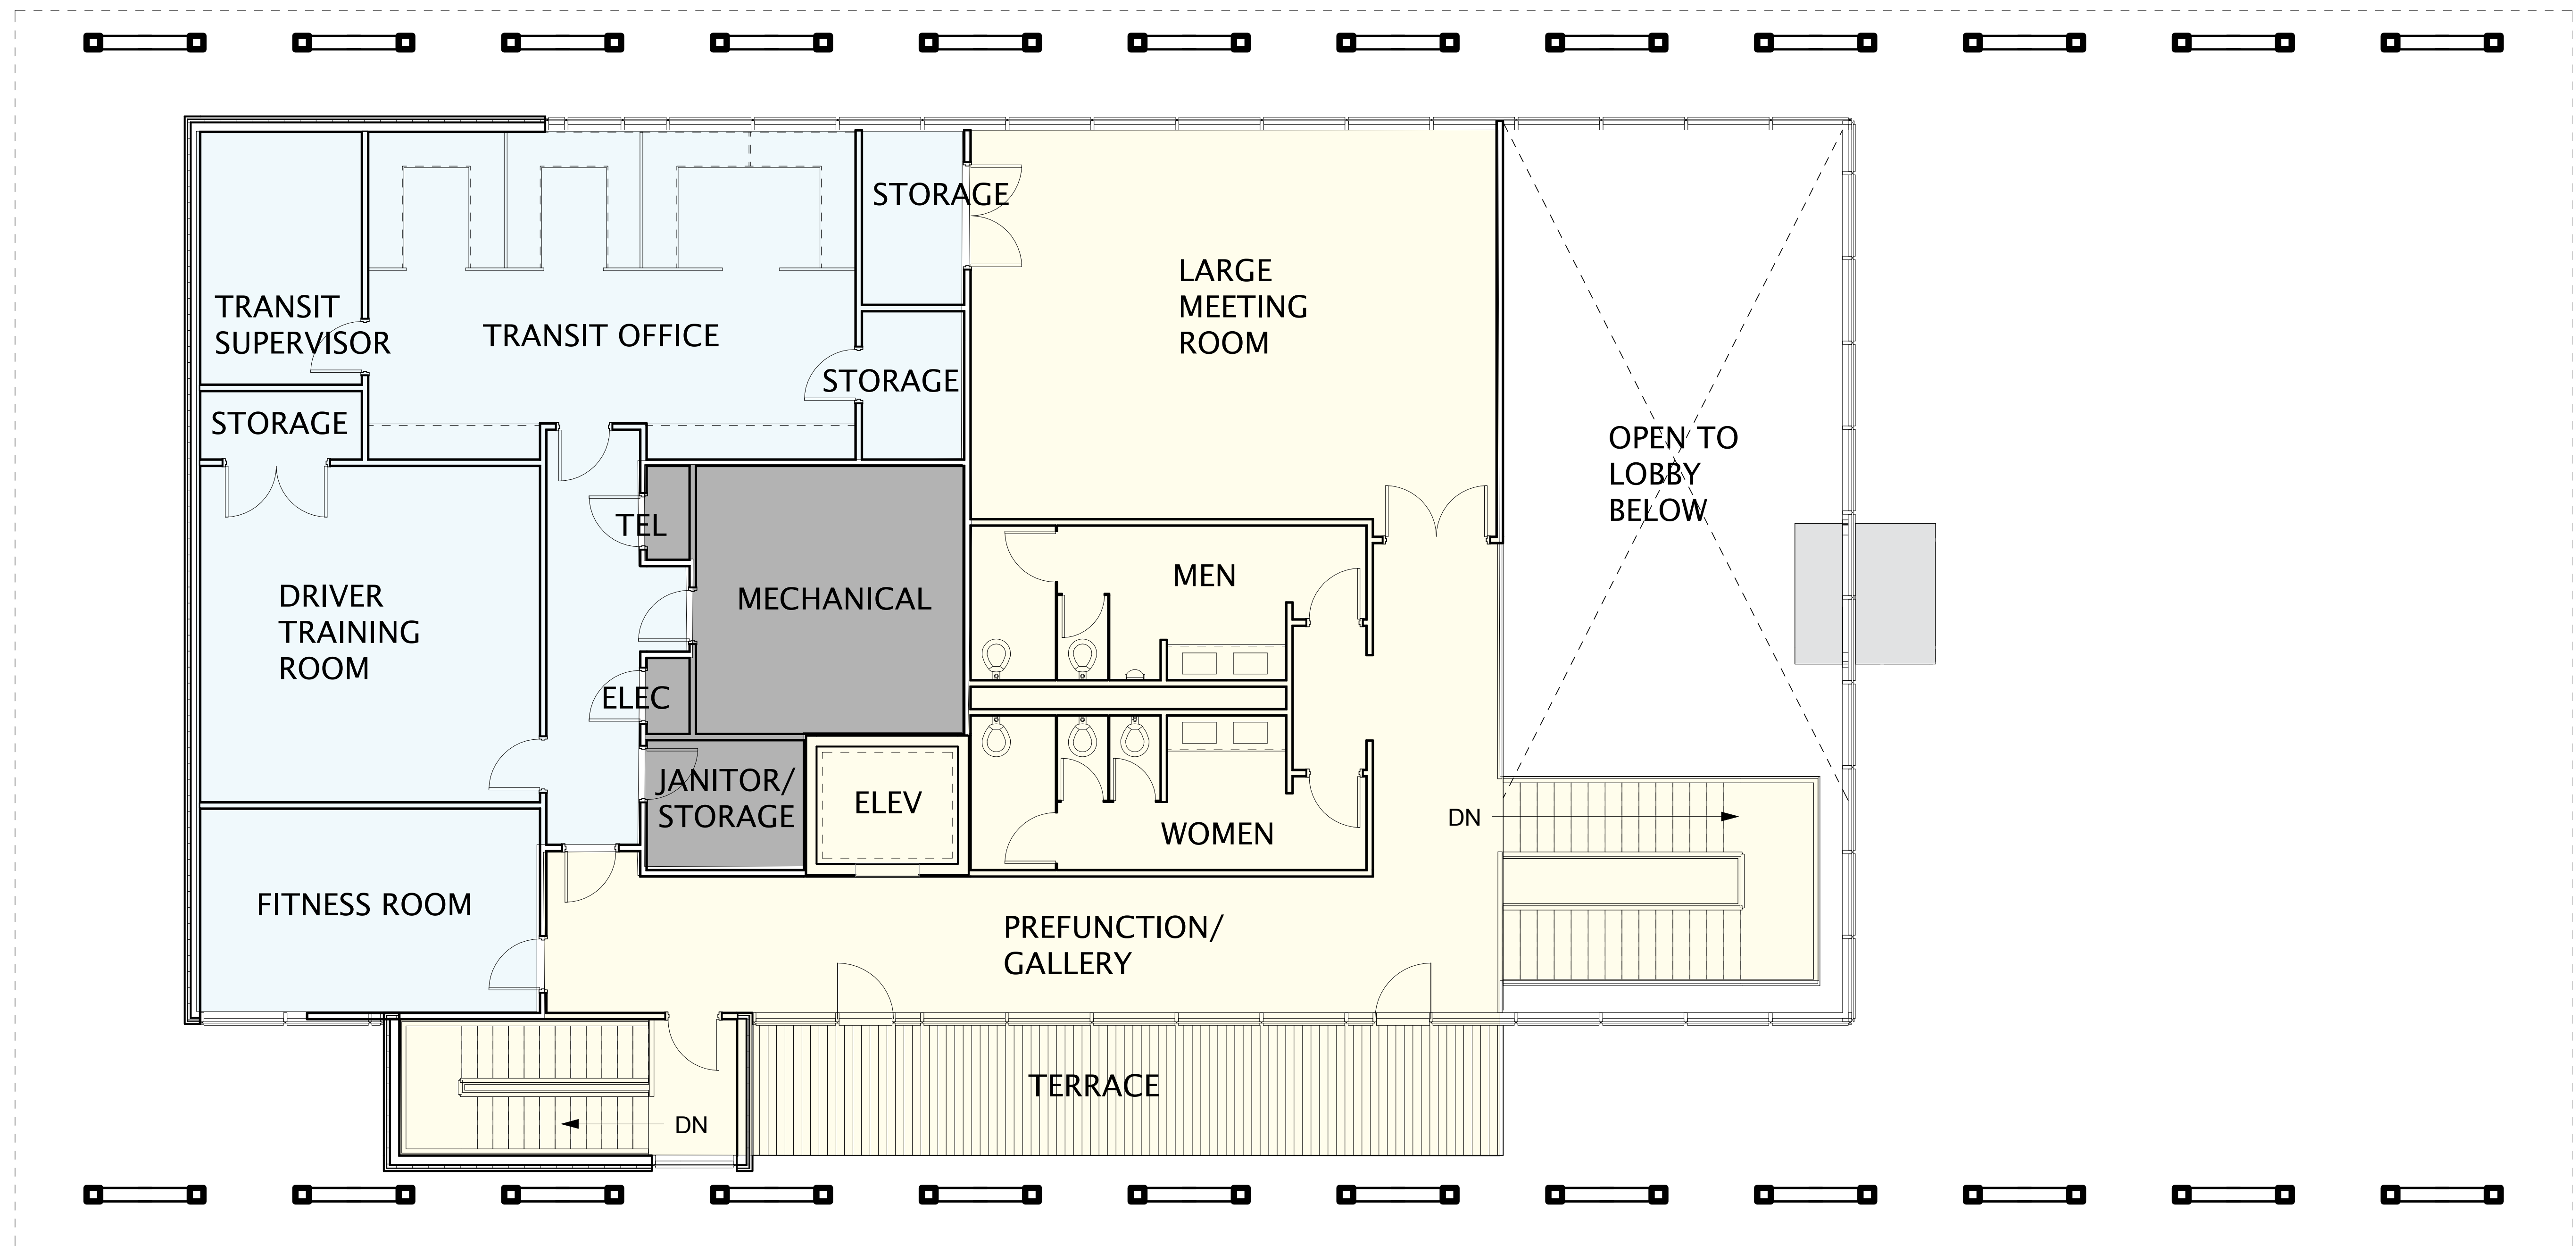 STORAGE
LARGE
MEETING
ROOM
TRANSIT
SUPERVISOR
TRANSIT OFFICE
STORAGE
STORAGE
OPEN TO
LOBBY
BELOW
TEL
MEN
DRIVER
TRAINING
ROOM
MECHANICAL
ELEC
JANITOR/
STORAGE
ELEV
DN
WOMEN
FITNESS ROOM
PREFUNCTION/
GALLERY
TERRACE
DN